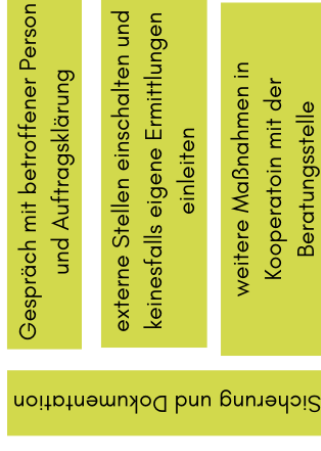 Gespräch mit betroffener Person
und Auftragsklärung
externe Stellen einschalten und
keinesfalls eigene Ermittlungen
einleiten
weitere Maßnahmen in
Kooperatoin mit der
Beratungsstelle
Sicherung und Dokumentation